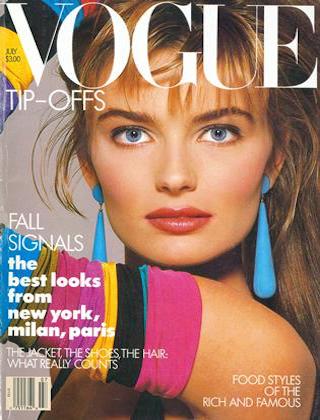 VOGUE
JULY
$3.00
TIP-OFFS
FALL
SIGNALS
the
best looks
from
new york,
milan, paris
THE JACKET, THE SHOES, THE HAIR:
WHAT REALLY COUNTS
FOOD STYLES
OF THE
RICH AND FAMOUS